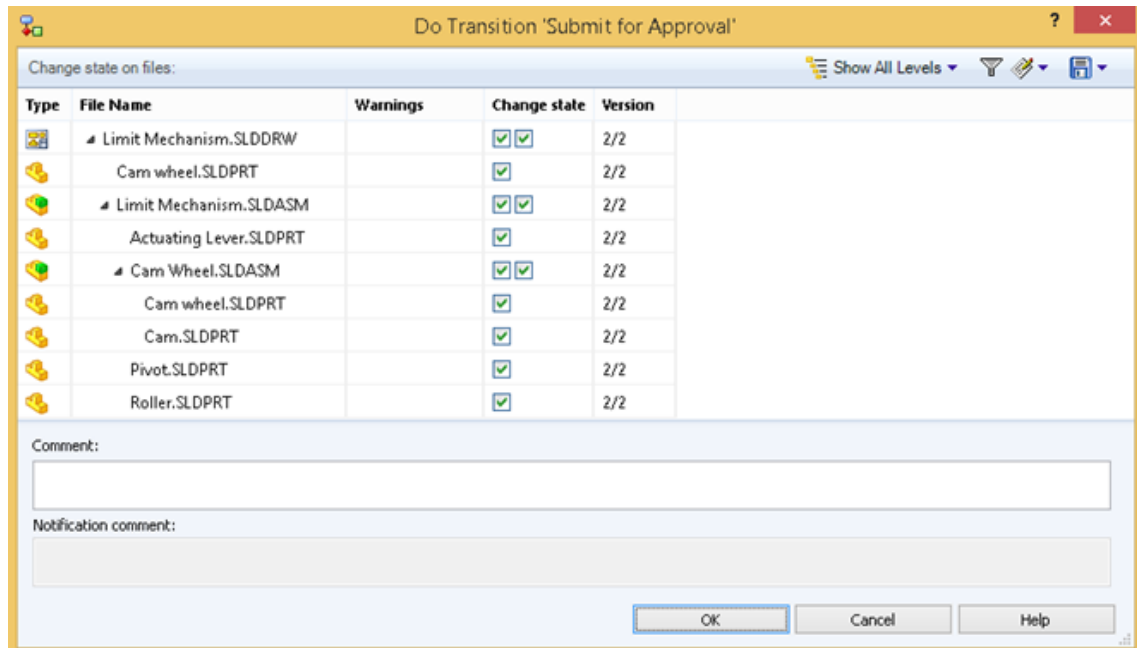 Do Transition 'Submit for Approval'
?
Change state on files:
Show All Levels
Type File Name Warnings Change state Version
Limit Mechanism.SLDDRW 2/2
Cam wheel.SLDPRT 2/2
Limit Mechanism.SLDASM 2/2
Actuating Lever.SLDPRT 2/2
Cam Wheel.SLDASM 2/2
Cam wheel.SLDPRT 2/2
Cam.SLDPRT 2/2
Pivot.SLDPRT 2/2
Roller.SLDPRT 2/2
Comment:
Notification comment:
OK Cancel Help